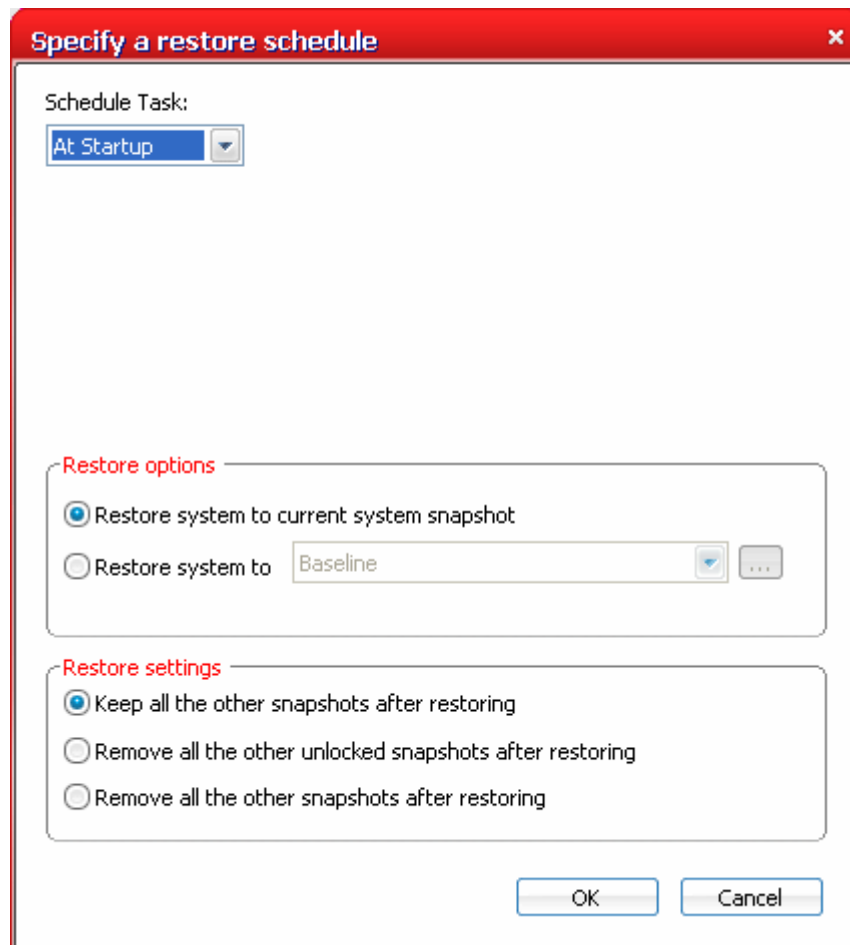 Specify a restore schedule
Schedule Task:
At Startup
Restore options
Restore system to current system snapshot
Restore system to Baseline ...
Restore settings
Keep all the other snapshots after restoring
Remove all the other unlocked snapshots after restoring
Remove all the other snapshots after restoring
OK Cancel